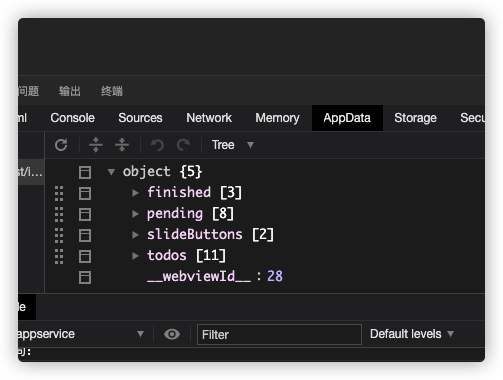 问题 输出 终端
ml Console Sources Network Memory AppData Storage Secu
Tree
st/i... object {5}
finished [3]
pending [8]
slideButtons [2]
todos [11]
__webviewId__ : 28
le
appservice Filter Default levels